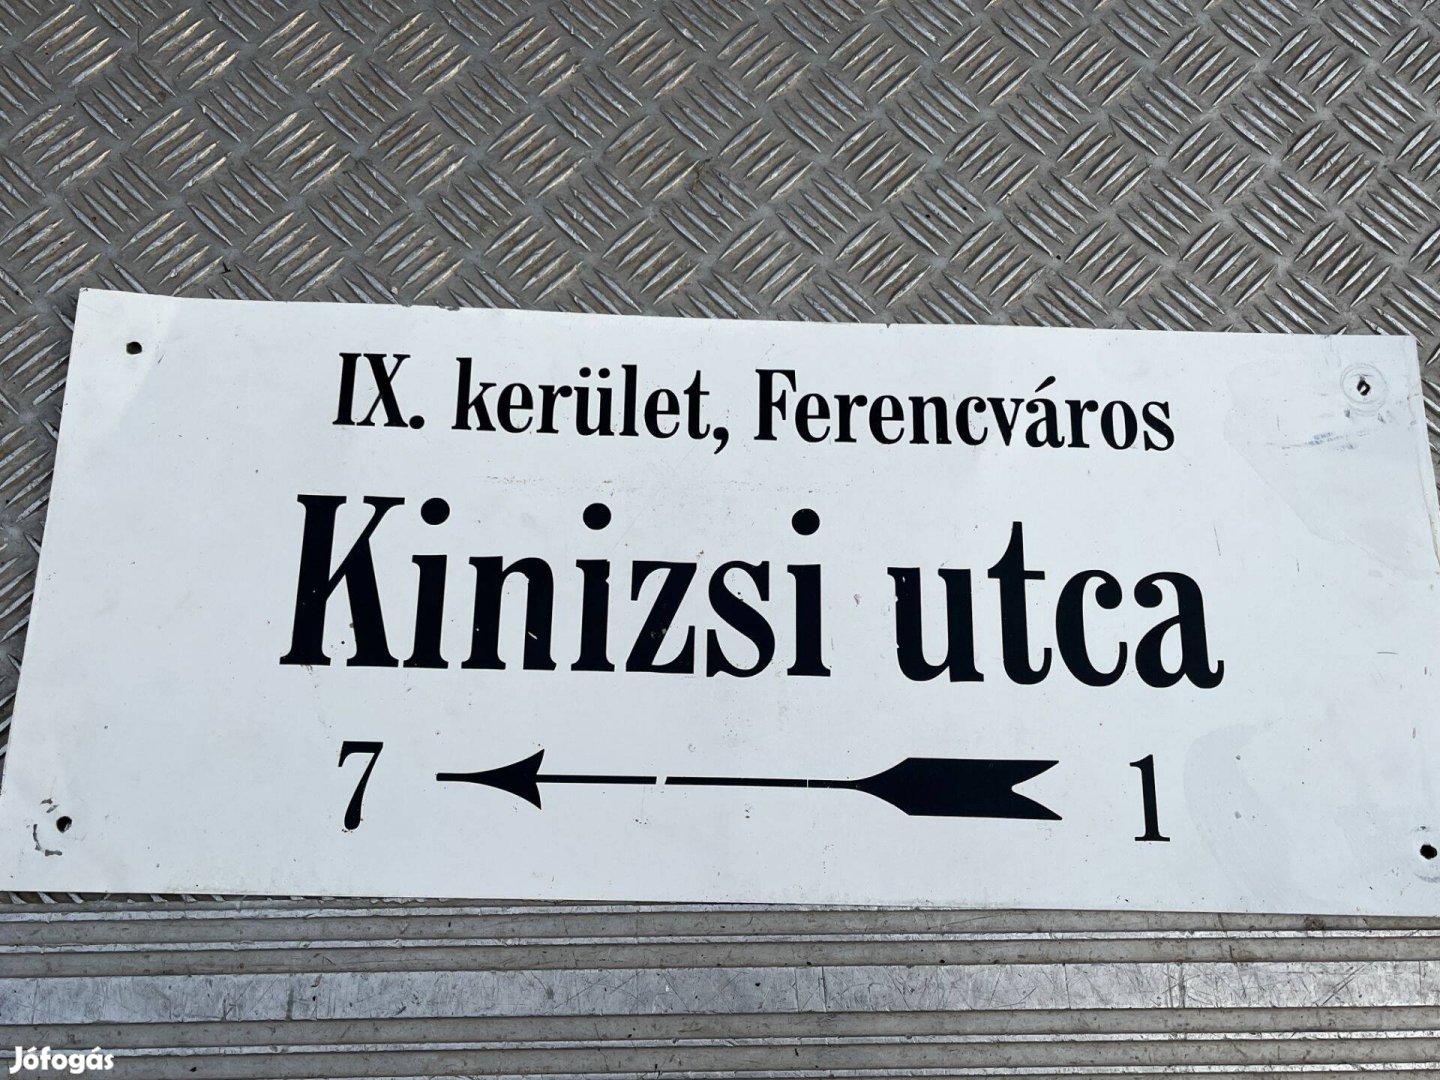 IX. kerület, Ferencváros
Kinizsi utca
7 1
Jófogás